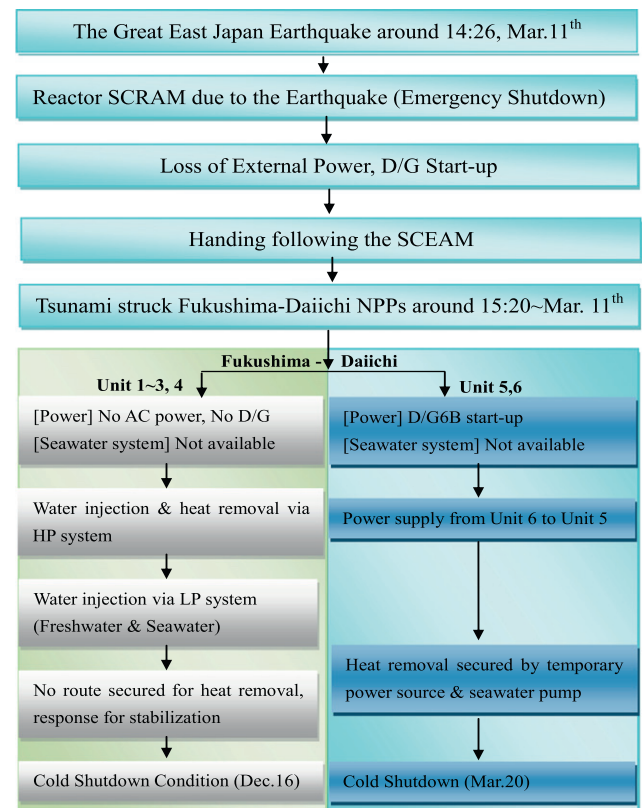 The Great East Japan Earthquake around 14:26, Mar.11th
Reactor SCRAM due to the Earthquake (Emergency Shutdown)
Loss of External Power, D/G Start-up
Handing following the SCEAM
Tsunami struck Fukushima-Daiichi NPPs around 15:20~Mar. 11th
Fukushima - Daiichi
Unit 1~3, 4
[Power] No AC power, No D/G
[Seawater system] Not available
Water injection & heat removal via
HP system
Water injection via LP system
(Freshwater & Seawater)
No route secured for heat removal,
response for stabilization
Cold Shutdown Condition (Dec.16)
Unit 5,6
[Power] D/G6B start-up
[Seawater system] Not available
Power supply from Unit 6 to Unit 5
Heat removal secured by temporary
power source & seawater pump
Cold Shutdown (Mar.20)